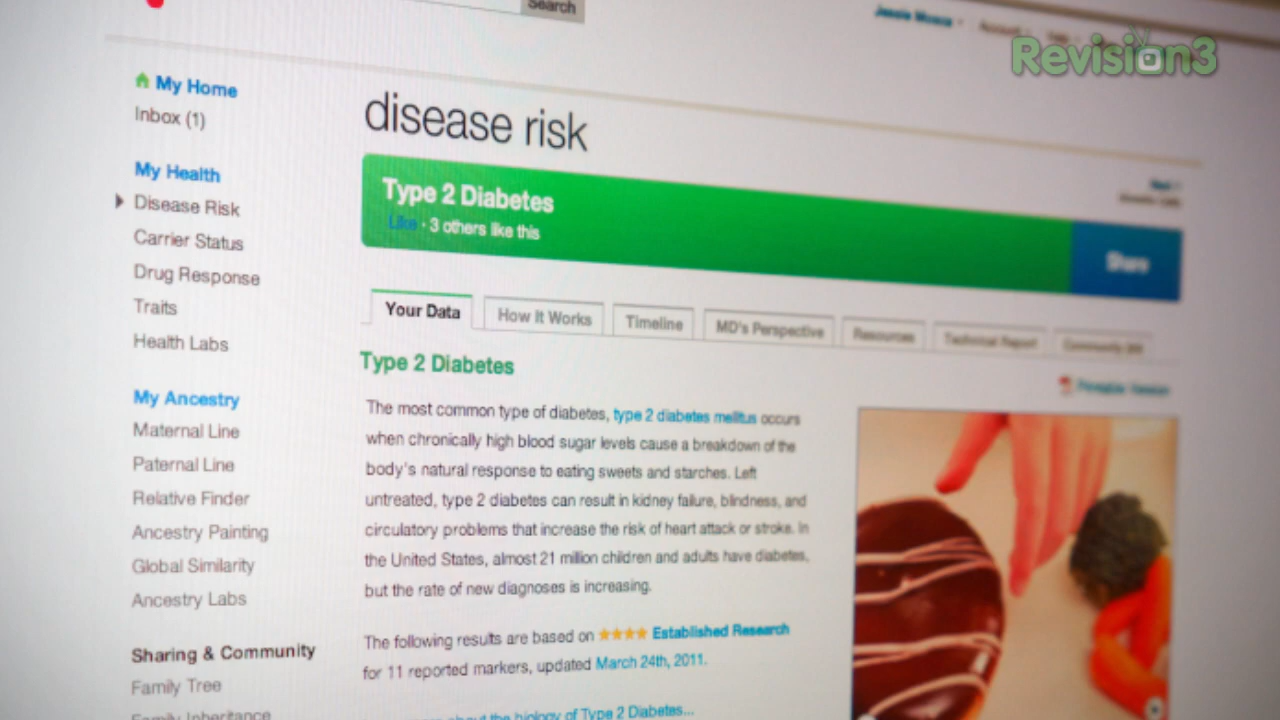 Search
Revision3
My Home
Inbox (1)
My Health
Disease Risk
Carrier Status
Drug Response
Traits
Health Labs
My Ancestry
Maternal Line
Paternal Line
Relative Finder
Ancestry Painting
Global Similarity
Ancestry Labs
Sharing & Community
Family Tree
Family Inheritance
disease risk
Type 2 Diabetes
Like · 3 others like this
Share
Your Data
How It Works
Timeline
MD's Perspective
Resources
Technical Report
Type 2 Diabetes
The most common type of diabetes, type 2 diabetes mellitus occurs
when chronically high blood sugar levels cause a breakdown of the
body's natural response to eating sweets and starches. Left
untreated, type 2 diabetes can result in kidney failure, blindness, and
circulatory problems that increase the risk of heart attack or stroke. In
the United States, almost 21 million children and adults have diabetes,
but the rate of new diagnoses is increasing.
The following results are based on ★★★★ Established Research
for 11 reported markers, updated March 24th, 2011.
about the biology of Type 2 Diabetes...